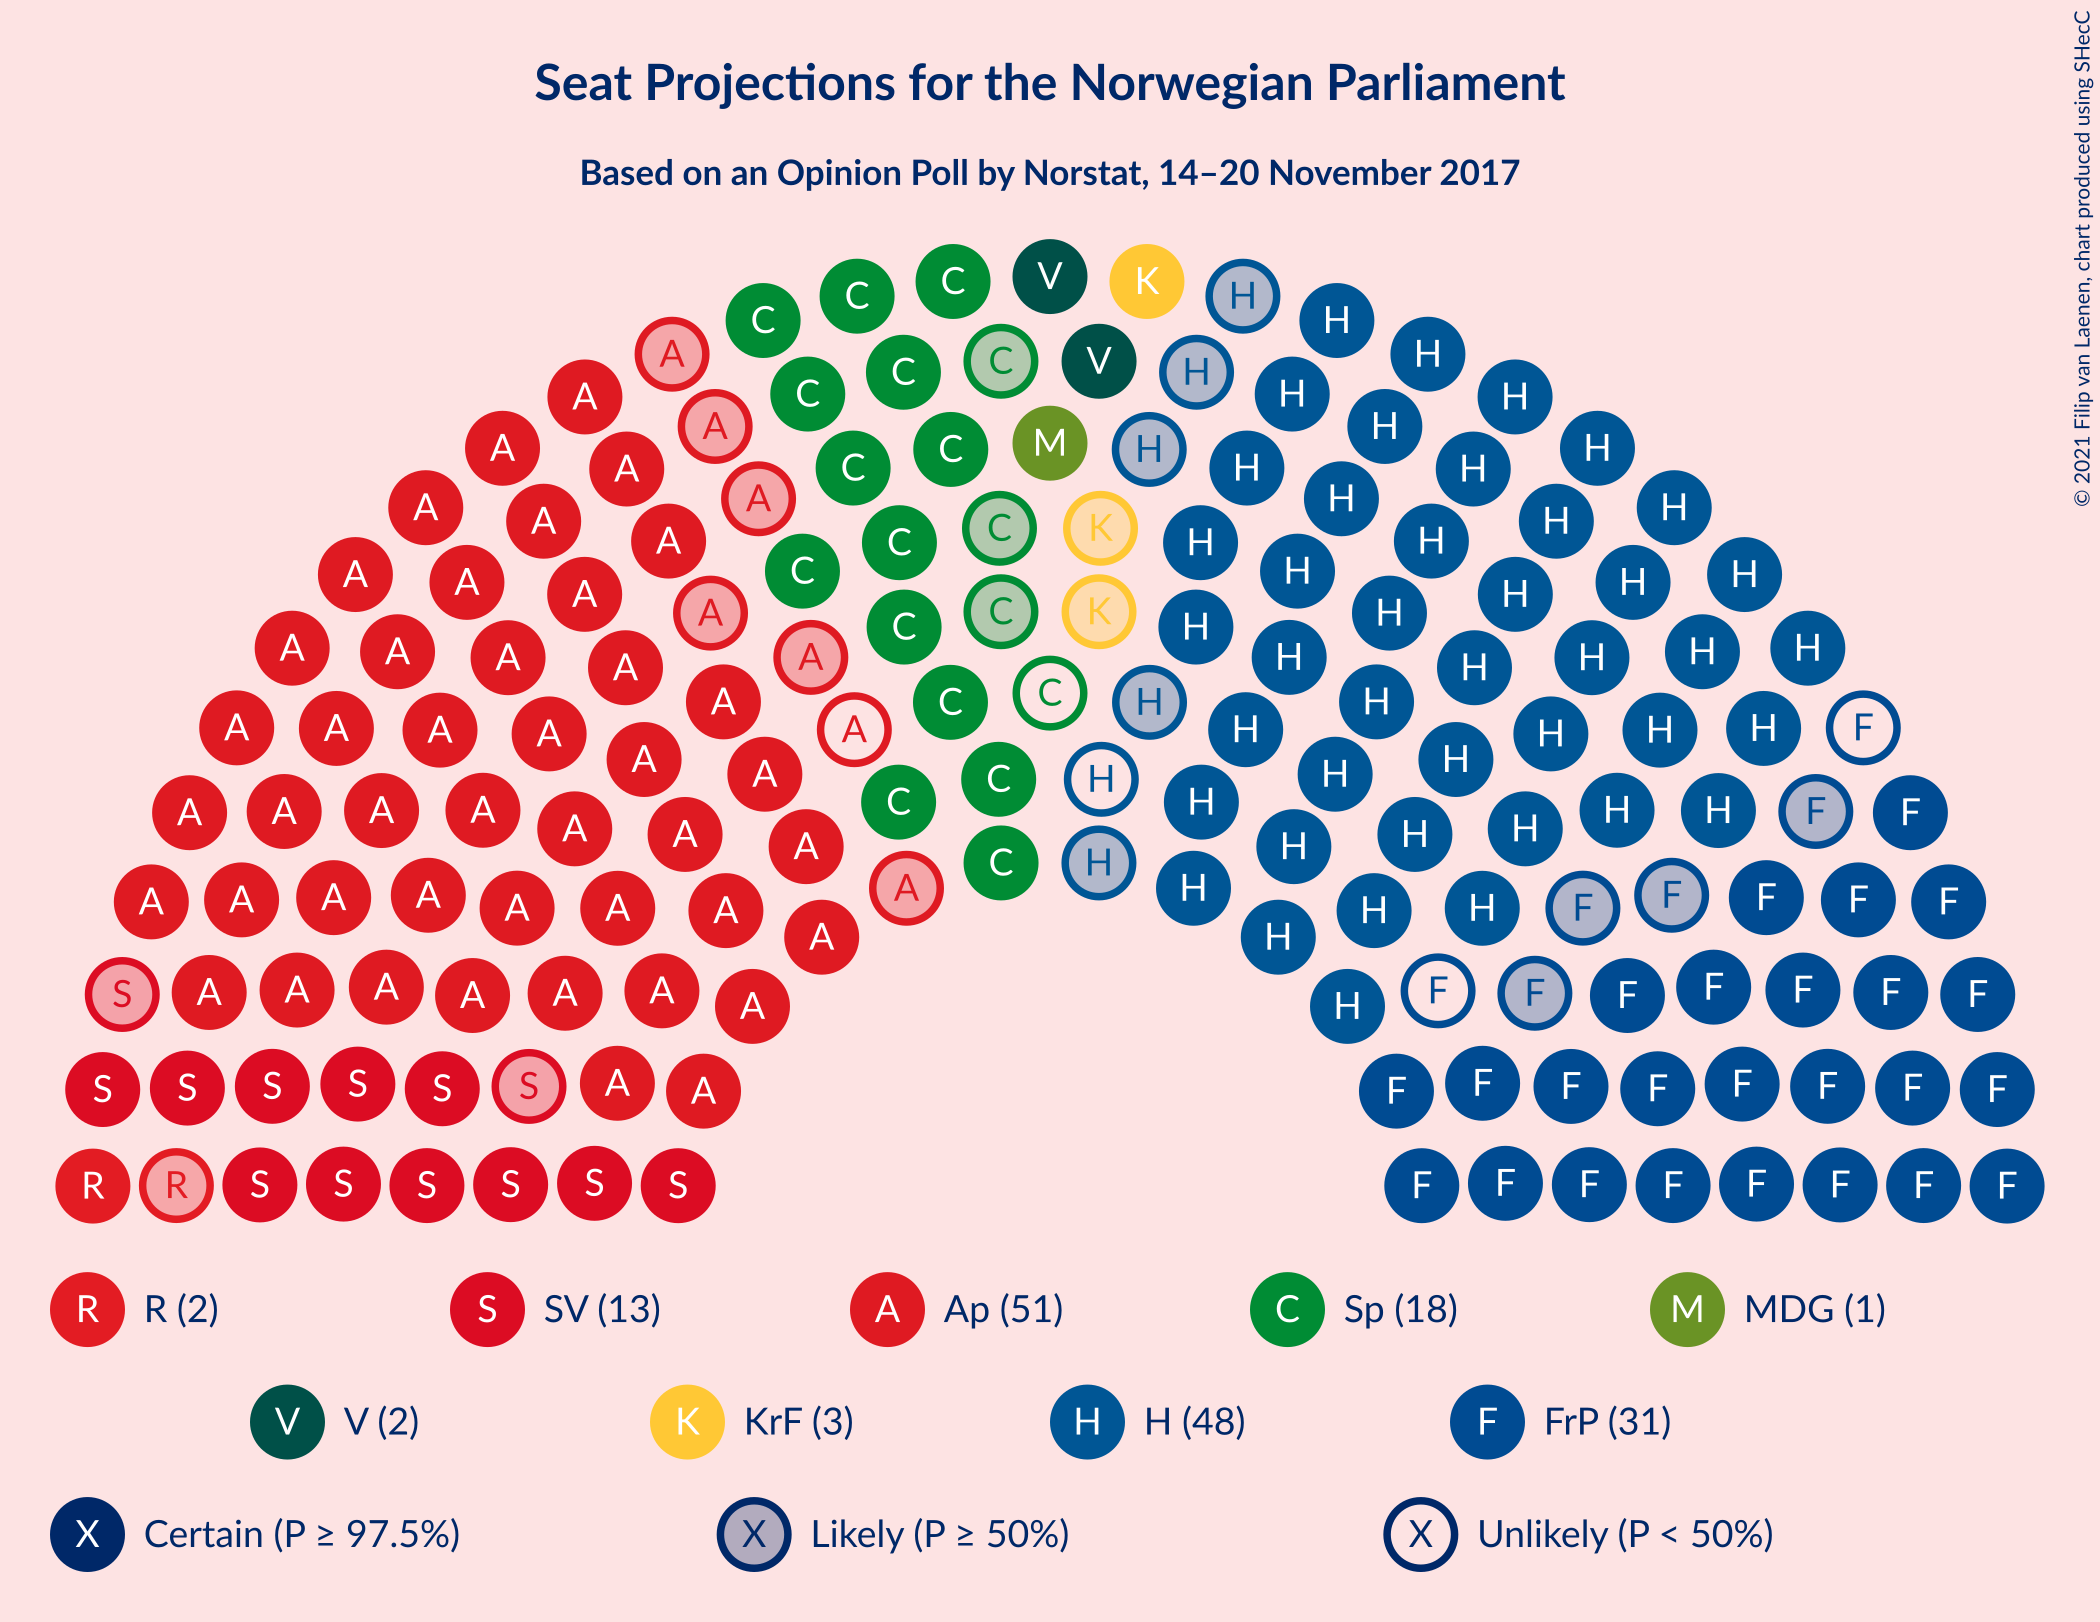 Seat Projections for the Norwegian Parliament
Based on an Opinion Poll by Norstat, 14–20 November 2017
© 2021 Filip van Laenen, chart produced using SHecC
C C C V K H H H
A A C C C V H H H H H
A A A A C C M H H H H H H
A A A A C C C K H H H H H H
A A A A A C C K H H H H H H
A A A A A A A C C H H H H H H H
A A A A A A A C C H H H H H H H F
A A A A A A A A C H H H H H H H F F
A A A A A A A A A H H H F F F F F
S A A A A A A A H F F F F F F F
S S S S S S A A F F F F F F F F
R R S S S S S S F F F F F F F F
R R (2) S SV (13) A Ap (51) C Sp (18) M MDG (1)
V V (2) K KrF (3) H H (48) F FrP (31)
X Certain (P ≥ 97.5%) X Likely (P ≥ 50%) X Unlikely (P < 50%)